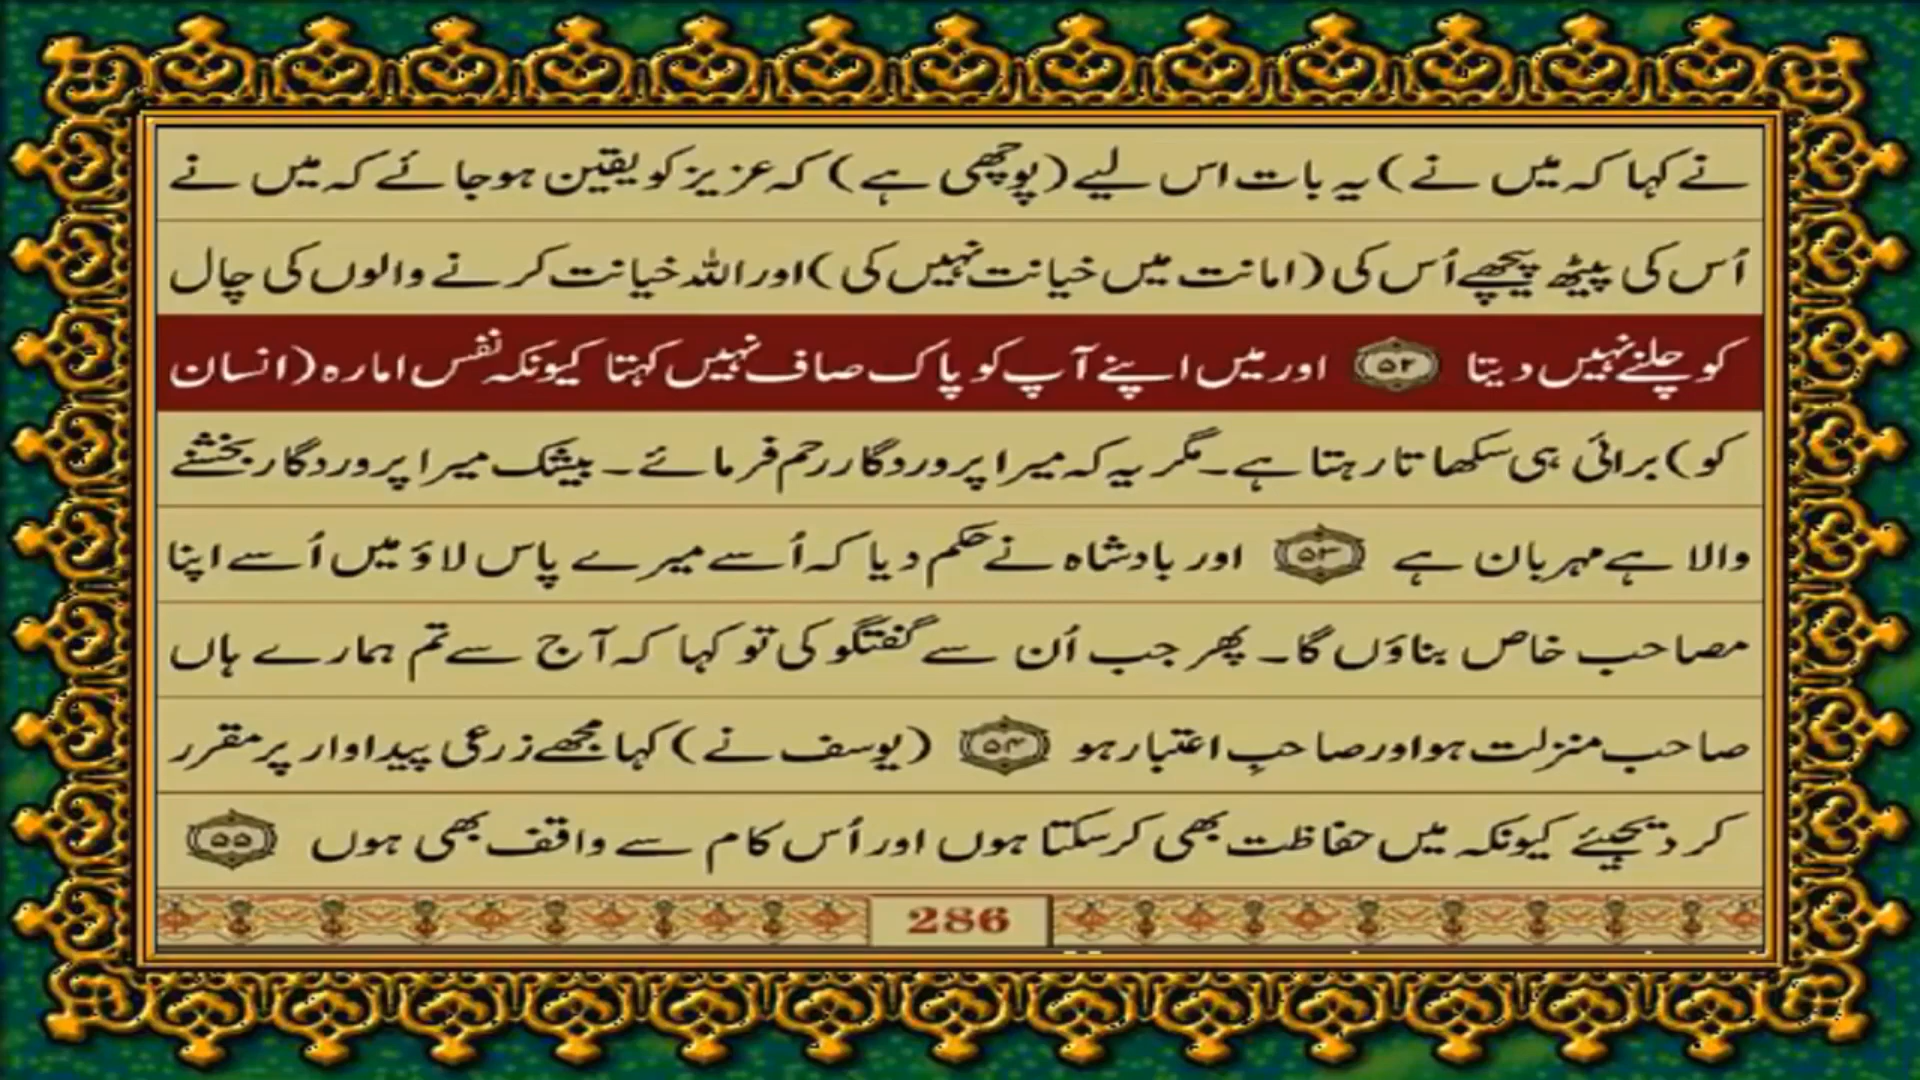 نے کہا کہ میں نے) یہ بات اس لیے (پوچھی ہے) کہ عزیز کو یقین ہوجائے کہ میں نے
اُس کی پیٹھ پیچھے اُس کی (امانت میں خیانت نہیں کی) اور اللہ خیانت کرنے والوں کی چال
کو چلنے نہیں دیتا ۵۲ اور میں اپنے آپ کو پاک صاف نہیں کہتا کیونکہ نفس امارہ (انسان
کو) برائی ہی سکھاتا رہتا ہے۔ مگر یہ کہ میرا پروردگار رحم فرمائے۔ بیشک میرا پروردگار بخشنے
والا ہے مہربان ہے ۵۳ اور بادشاہ نے حکم دیا کہ اُسے میرے پاس لاؤ میں اُسے اپنا
مصاحب خاص بناؤں گا۔ پھر جب اُن سے گفتگو کی تو کہا کہ آج سے تم ہمارے ہاں
صاحب منزلت ہو اور صاحبِ اعتبار ہو ۵۴ (یوسف نے) کہا مجھے زرعی پیداوار پر مقرر
کر دیجیئے کیونکہ میں حفاظت بھی کرسکتا ہوں اور اُس کام سے واقف بھی ہوں ۵۵
286